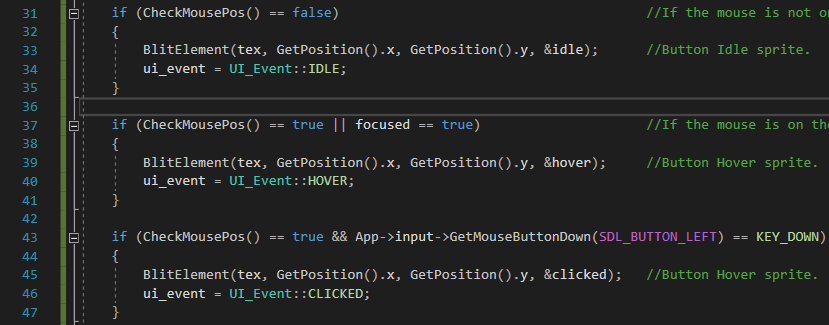 31 if (CheckMousePos() == false) //If the mouse is not
32 {
33 BlitElement(tex, GetPosition().x, GetPosition().y, &idle); //Button Idle sprite.
34 ui_event = UI_Event::IDLE;
35 }
36
37 if (CheckMousePos() == true || focused == true) //If the mouse is on
38 {
39 BlitElement(tex, GetPosition().x, GetPosition().y, &hover); //Button Hover sprite.
40 ui_event = UI_Event::HOVER;
41 }
42
43 if (CheckMousePos() == true && App->input->GetMouseButtonDown(SDL_BUTTON_LEFT) == KEY_DOWN)
44 {
45 BlitElement(tex, GetPosition().x, GetPosition().y, &clicked); //Button Hover sprite.
46 ui_event = UI_Event::CLICKED;
47 }